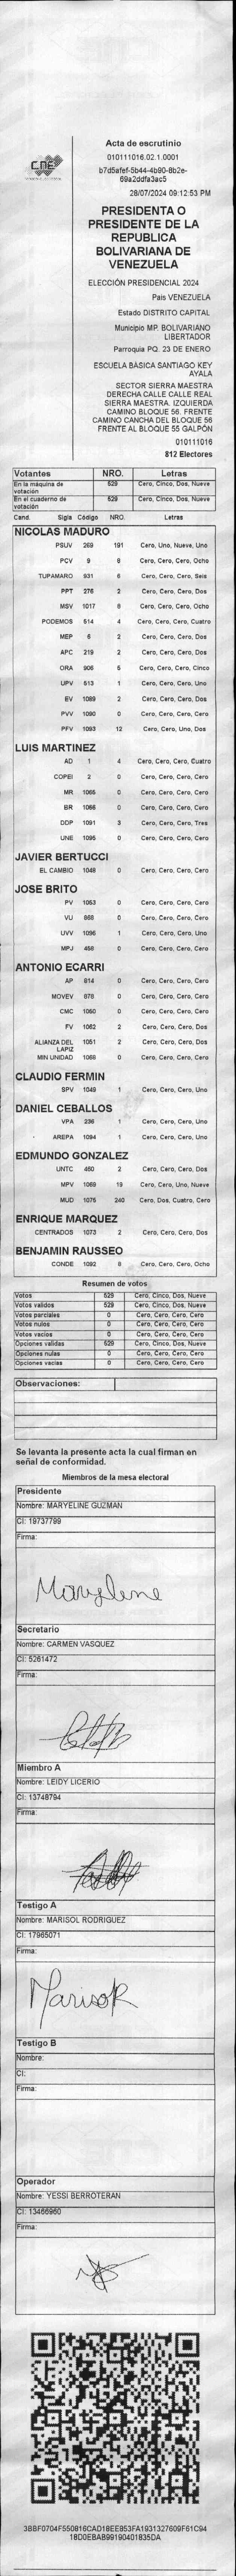 CNE
Acta de escrutinio
010111016.02.1.0001
b7d5afef-5b44-4b90-8b2e-
69a2ddfa3ac5
28/07/2024 09:12:53 PM
PRESIDENTA O
PRESIDENTE DE LA
REPUBLICA
BOLIVARIANA DE
VENEZUELA
ELECCIÓN PRESIDENCIAL 2024
Pais VENEZUELA
Estado DISTRITO CAPITAL
Municipio MP. BOLIVARIANO
LIBERTADOR
Parroquia PQ. 23 DE ENERO
ESCUELA BÁSICA SANTIAGO KEY
AYALA
SECTOR SIERRA MAESTRA
DERECHA CALLE CALLE REAL
SIERRA MAESTRA. IZQUIERDA
CAMINO BLOQUE 56. FRENTE
CAMINO CANCHA DEL BLOQUE 56
FRENTE AL BLOQUE 55 GALPÓN
010111016
812 Electores
Votantes NRO. Letras
En la máquina de votación 529 Cero, Cinco, Dos, Nueve
En el cuaderno de votación 529 Cero, Cinco, Dos, Nueve
Cand. Sigla Código NRO. Letras
NICOLAS MADURO
PSUV 269 191 Cero, Uno, Nueve, Uno
PCV 9 8 Cero, Cero, Cero, Ocho
TUPAMARO 931 6 Cero, Cero, Cero, Seis
PPT 276 2 Cero, Cero, Cero, Dos
MSV 1017 8 Cero, Cero, Cero, Ocho
PODEMOS 514 4 Cero, Cero, Cero, Cuatro
MEP 6 2 Cero, Cero, Cero, Dos
APC 219 2 Cero, Cero, Cero, Dos
ORA 906 5 Cero, Cero, Cero, Cinco
UPV 513 1 Cero, Cero, Cero, Uno
EV 1089 2 Cero, Cero, Cero, Dos
PVV 1090 0 Cero, Cero, Cero, Cero
PFV 1093 12 Cero, Cero, Uno, Dos
LUIS MARTINEZ
AD 1 4 Cero, Cero, Cero, Cuatro
COPEI 2 0 Cero, Cero, Cero, Cero
MR 1065 0 Cero, Cero, Cero, Cero
BR 1066 0 Cero, Cero, Cero, Cero
DDP 1091 3 Cero, Cero, Cero, Tres
UNE 1095 0 Cero, Cero, Cero, Cero
JAVIER BERTUCCI
EL CAMBIO 1048 0 Cero, Cero, Cero, Cero
JOSE BRITO
PV 1053 0 Cero, Cero, Cero, Cero
VU 868 0 Cero, Cero, Cero, Cero
UVV 1096 1 Cero, Cero, Cero, Uno
MPJ 458 0 Cero, Cero, Cero, Cero
ANTONIO ECARRI
AP 814 0 Cero, Cero, Cero, Cero
MOVEV 878 0 Cero, Cero, Cero, Cero
CMC 1050 0 Cero, Cero, Cero, Cero
FV 1062 2 Cero, Cero, Cero, Dos
ALIANZA DEL LAPIZ 1051 2 Cero, Cero, Cero, Dos
MIN UNIDAD 1068 0 Cero, Cero, Cero, Cero
CLAUDIO FERMIN
SPV 1049 1 Cero, Cero, Cero, Uno
DANIEL CEBALLOS
VPA 236 1 Cero, Cero, Cero, Uno
AREPA 1094 1 Cero, Cero, Cero, Uno
EDMUNDO GONZALEZ
UNTC 460 2 Cero, Cero, Cero, Dos
MPV 1069 19 Cero, Cero, Uno, Nueve
MUD 1075 240 Cero, Dos, Cuatro, Cero
ENRIQUE MARQUEZ
CENTRADOS 1073 2 Cero, Cero, Cero, Dos
BENJAMIN RAUSSEO
CONDE 1092 8 Cero, Cero, Cero, Ocho
Resumen de votos
Votos 529 Cero, Cinco, Dos, Nueve
Votos validos 529 Cero, Cinco, Dos, Nueve
Votos parciales 0 Cero, Cero, Cero, Cero
Votos nulos 0 Cero, Cero, Cero, Cero
Votos vacios 0 Cero, Cero, Cero, Cero
Opciones validas 529 Cero, Cinco, Dos, Nueve
Opciones nulas 0 Cero, Cero, Cero, Cero
Opciones vacias 0 Cero, Cero, Cero, Cero
Observaciones:
Se levanta la presente acta la cual firman en
señal de conformidad.
Miembros de la mesa electoral
Presidente
Nombre: MARYELINE GUZMAN
CI: 19737799
Firma:
Marylene
Secretario
Nombre: CARMEN VASQUEZ
CI: 5261472
Firma:
Miembro A
Nombre: LEIDY LICERIO
CI: 13748794
Firma:
Testigo A
Nombre: MARISOL RODRIGUEZ
CI: 17965071
Firma:
MarisolR
Testigo B
Nombre:
CI:
Firma:
Operador
Nombre: YESSI BERROTERAN
CI: 13466960
Firma:
3BBF0704F550816CAD18EE853FA1931327609F61C94
18D0EBAB99190401835DA